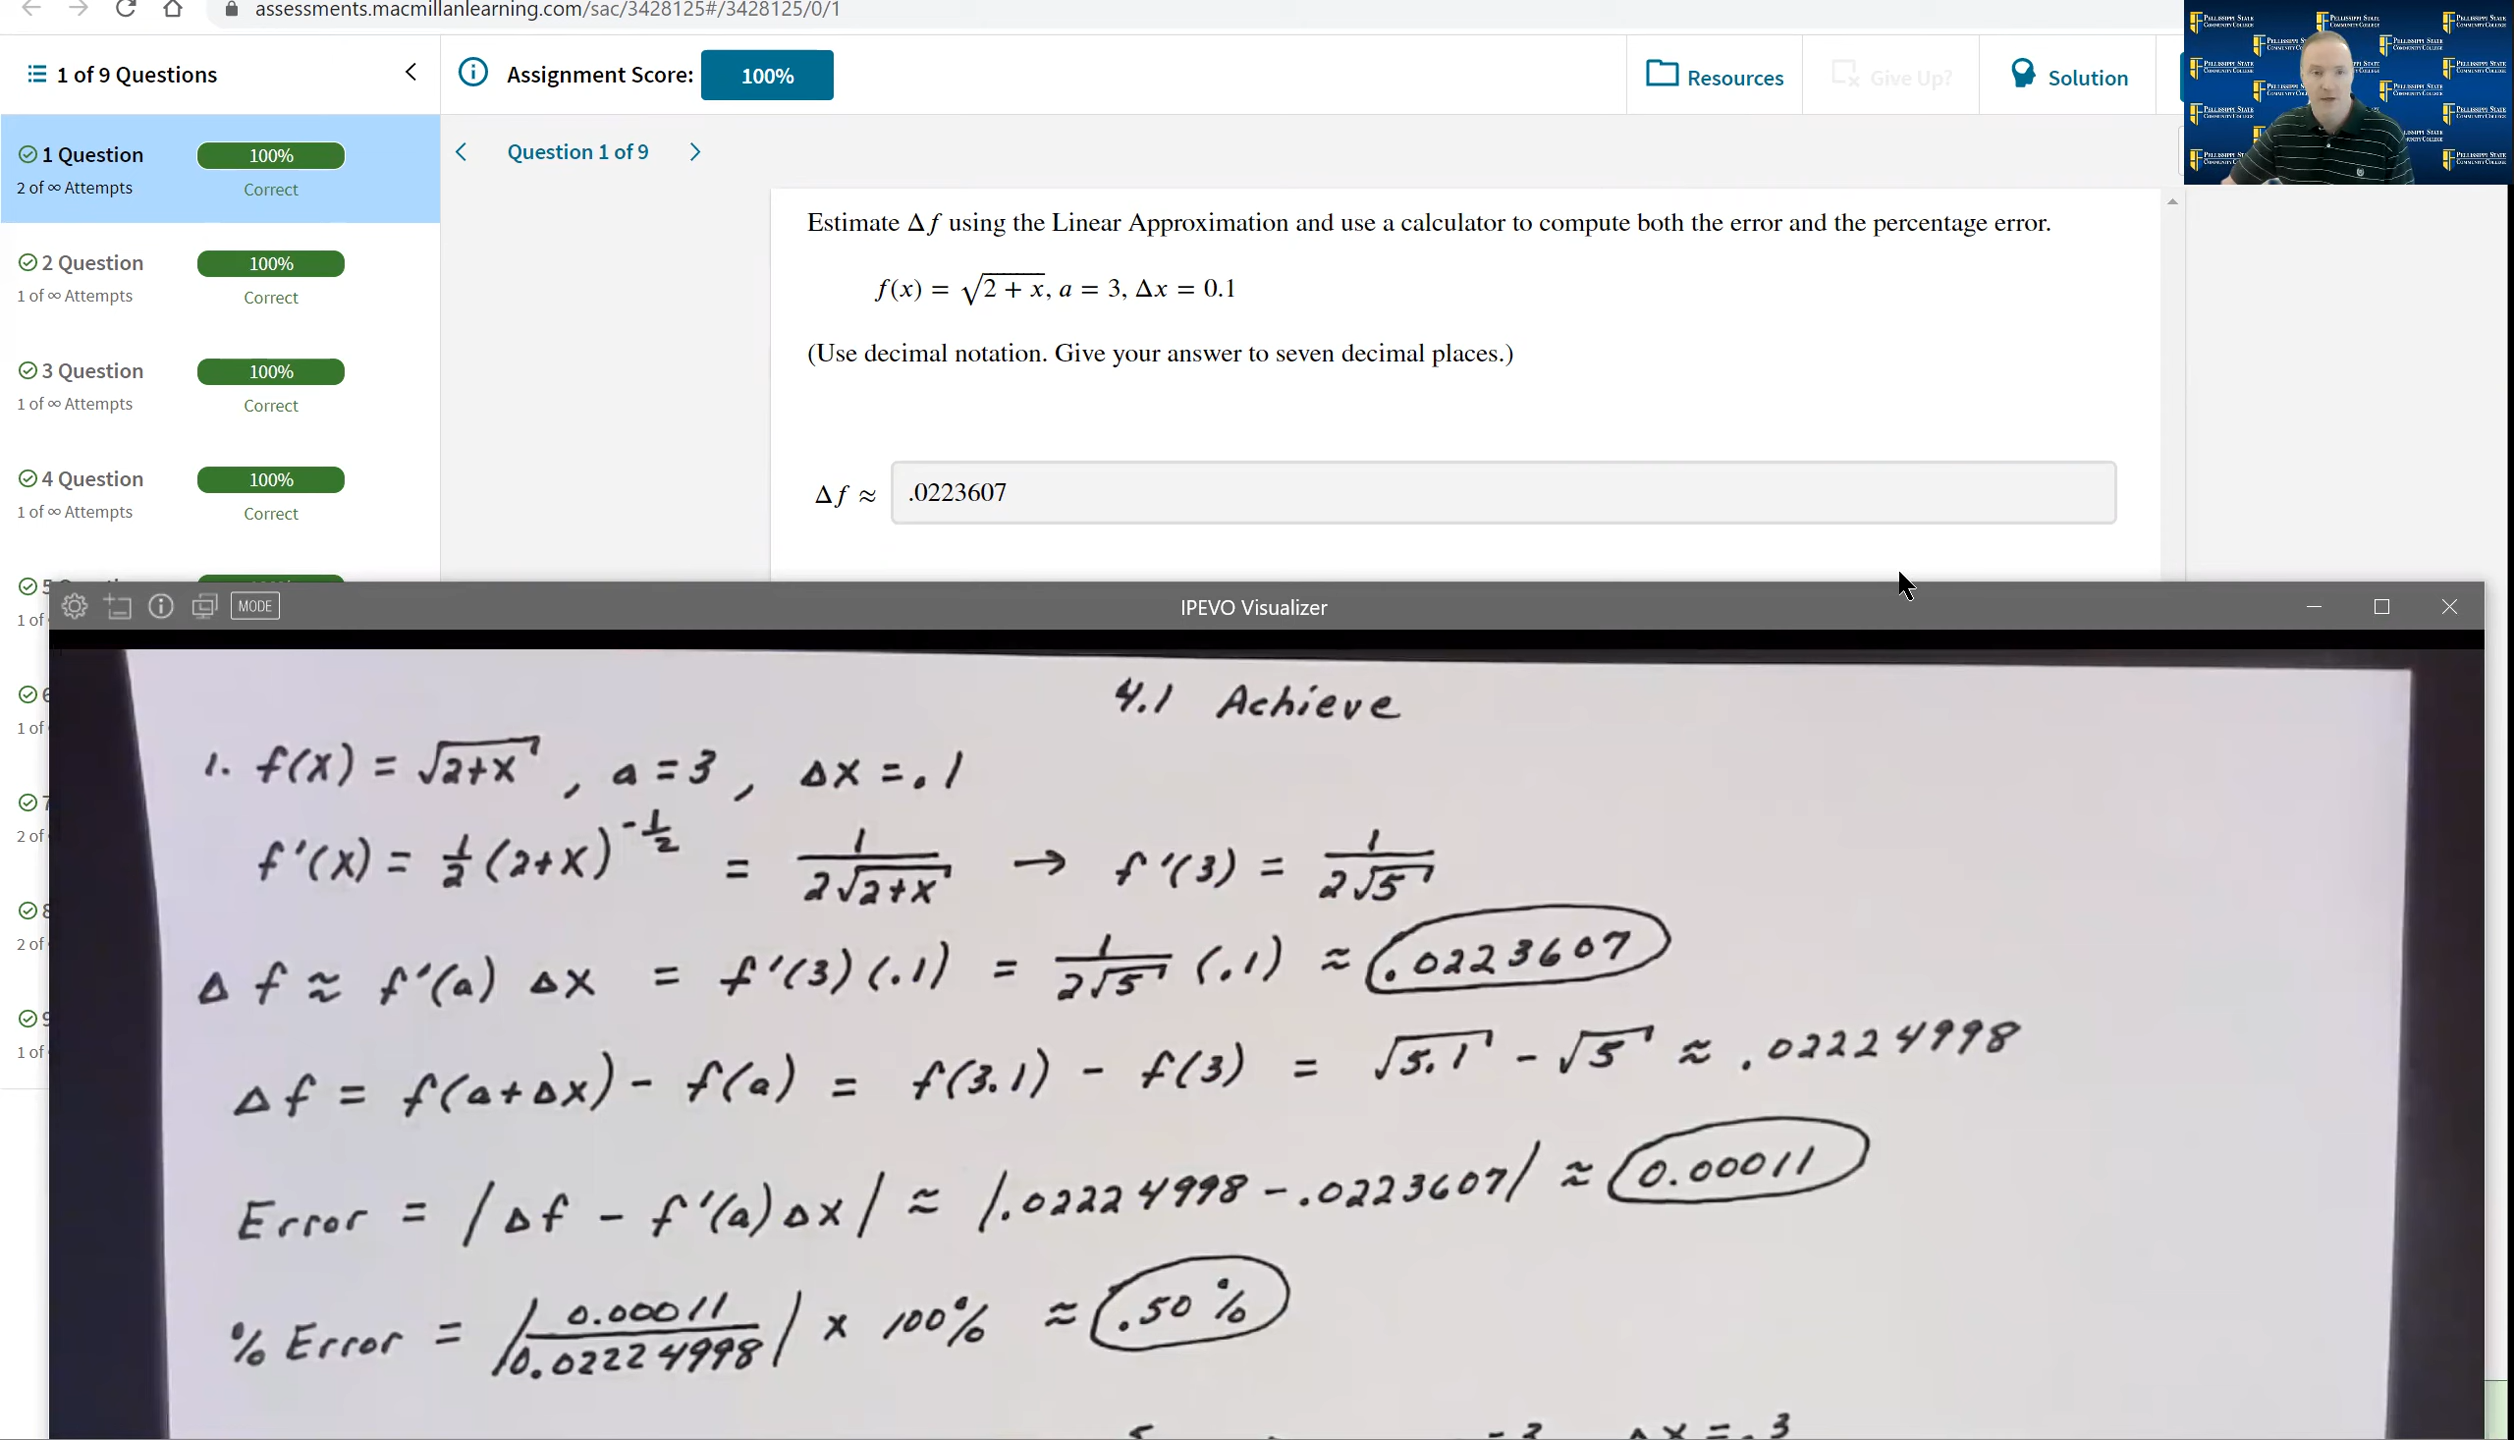 assessments.macmillanlearning.com/sac/3428125#/3428125/0/1
1 of 9 Questions
Assignment Score: 100%
Resources
Give Up?
Solution
1 Question 100%
2 of ∞ Attempts Correct
2 Question 100%
1 of ∞ Attempts Correct
3 Question 100%
1 of ∞ Attempts Correct
4 Question 100%
1 of ∞ Attempts Correct
Question 1 of 9
Estimate Δf using the Linear Approximation and use a calculator to compute both the error and the percentage error.
f(x) = √(2 + x), a = 3, Δx = 0.1
(Use decimal notation. Give your answer to seven decimal places.)
Δf ≈ .0223607
MODE
IPEVO Visualizer
4.1 Achieve
1. f(x) = √(2+x), a = 3, Δx = .1
f'(x) = 1/2 (2+x)^(-1/2) = 1/(2√(2+x)) → f'(3) = 1/(2√5)
Δf ≈ f'(a) Δx = f'(3)(.1) = 1/(2√5) (.1) ≈ .0223607
Δf = f(a+Δx) - f(a) = f(3.1) - f(3) = √5.1 - √5 ≈ .02224998
Error = |Δf - f'(a)Δx| ≈ |.02224998 - .0223607| ≈ 0.00011
% Error = |0.00011/0.02224998| x 100% ≈ .50%